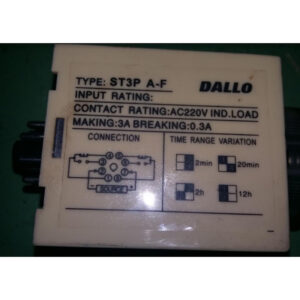 TYPE: ST3P A-F
DALLO
INPUT RATING:
CONTACT RATING:AC220V IND.LOAD
MAKING:3A BREAKING:0.3A
CONNECTION
TIME RANGE VARIATION
2min
20min
2h
12h
SOURCE